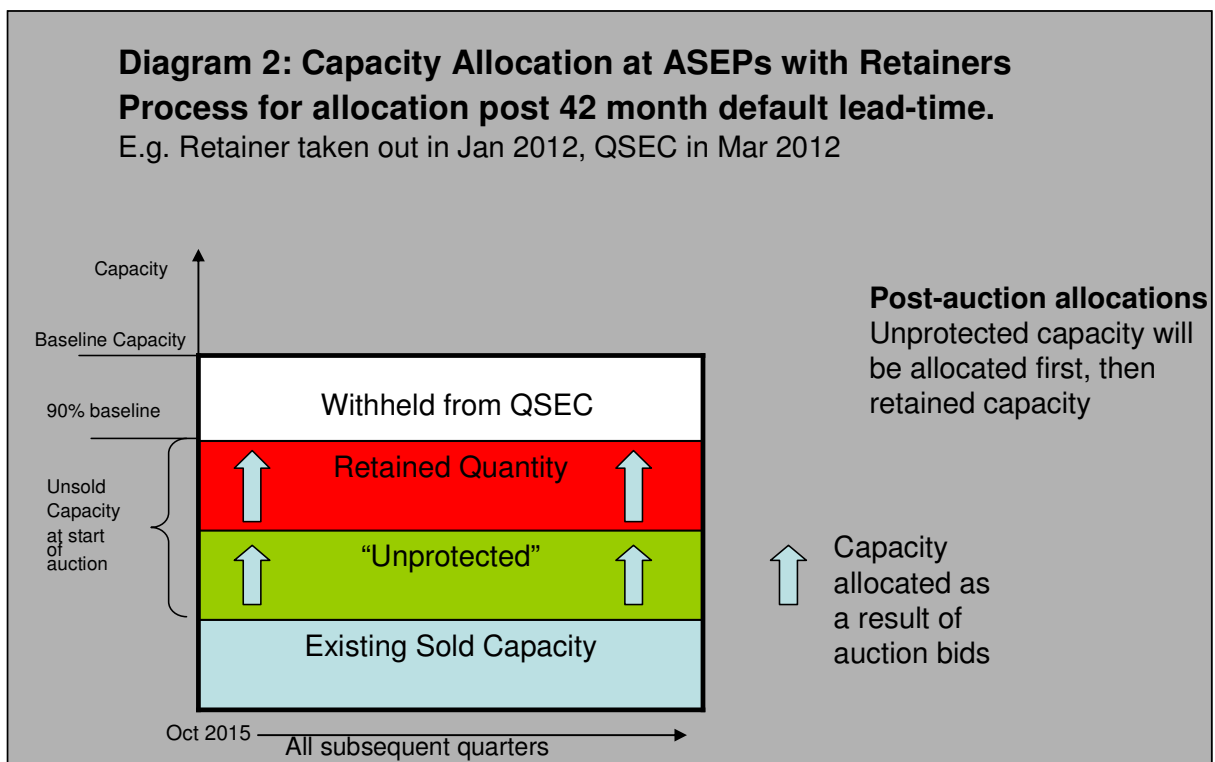 Diagram 2: Capacity Allocation at ASEPs with Retainers
Process for allocation post 42 month default lead-time.
E.g. Retainer taken out in Jan 2012, QSEC in Mar 2012
Capacity
Baseline Capacity
90% baseline
Unsold
Capacity
at start
of
auction
Withheld from QSEC
Retained Quantity
“Unprotected”
Existing Sold Capacity
Oct 2015
All subsequent quarters
Post-auction allocations
Unprotected capacity will
be allocated first, then
retained capacity
Capacity
allocated as
a result of
auction bids